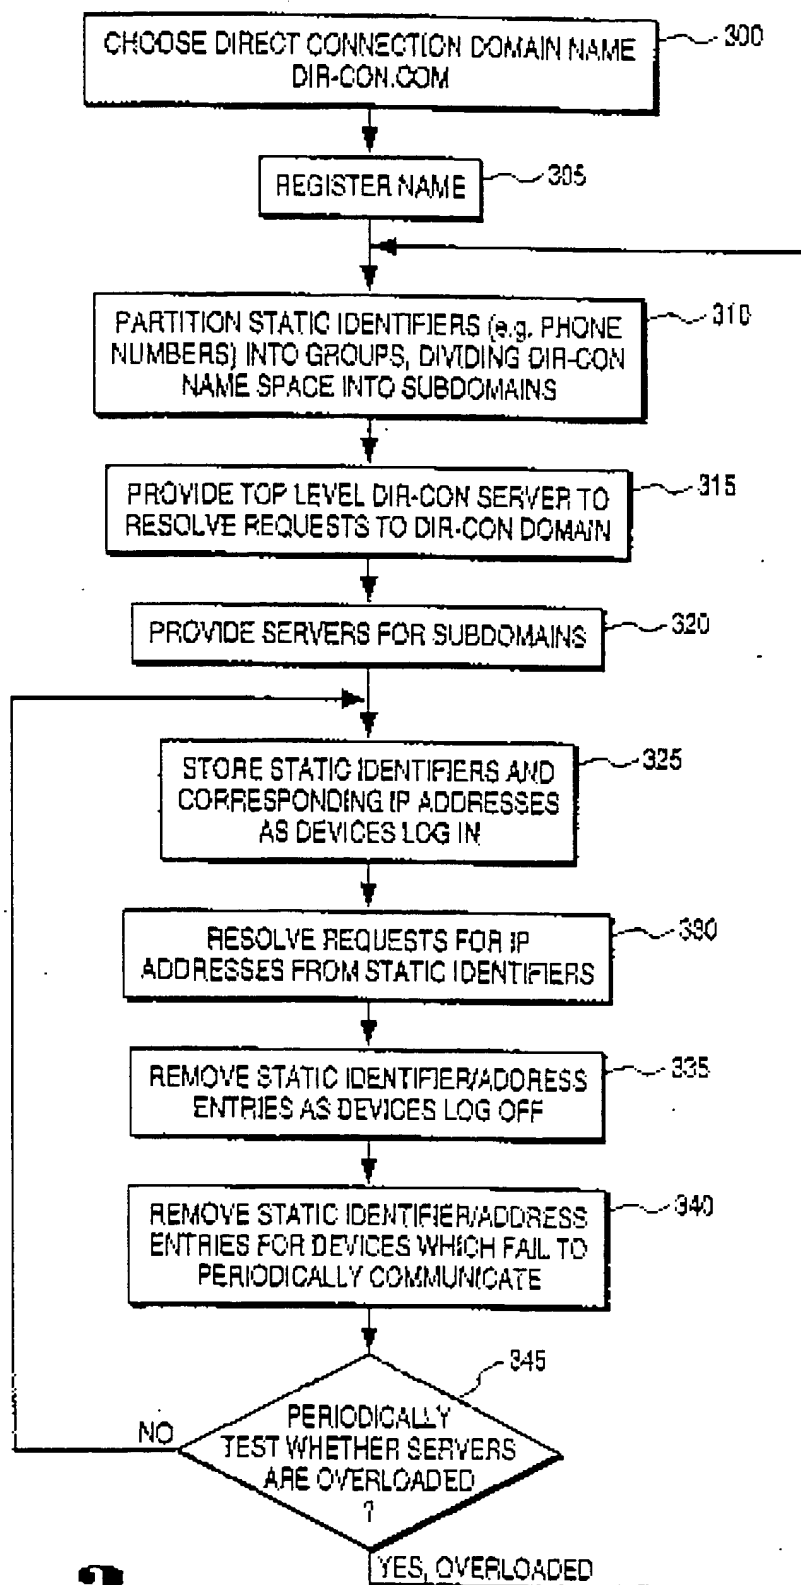 CHOOSE DIRECT CONNECTION DOMAIN NAME
DIR-CON.COM
300
REGISTER NAME
305
PARTITION STATIC IDENTIFIERS (e.g. PHONE
NUMBERS) INTO GROUPS, DIVIDING DIR-CON
NAME SPACE INTO SUBDOMAINS
310
PROVIDE TOP LEVEL DIR-CON SERVER TO
RESOLVE REQUESTS TO DIR-CON DOMAIN
315
PROVIDE SERVERS FOR SUBDOMAINS
320
STORE STATIC IDENTIFIERS AND
CORRESPONDING IP ADDRESSES
AS DEVICES LOG IN
325
RESOLVE REQUESTS FOR IP
ADDRESSES FROM STATIC IDENTIFIERS
330
REMOVE STATIC IDENTIFIER/ADDRESS
ENTRIES AS DEVICES LOG OFF
335
REMOVE STATIC IDENTIFIER/ADDRESS
ENTRIES FOR DEVICES WHICH FAIL TO
PERIODICALLY COMMUNICATE
340
345
PERIODICALLY
TEST WHETHER SERVERS
ARE OVERLOADED
?
NO
YES, OVERLOADED